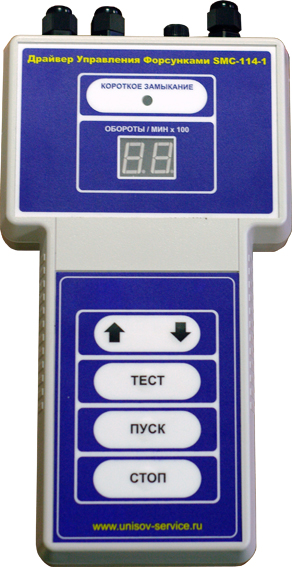 Драйвер Управления Форсунками SMC-114-1
КОРОТКОЕ ЗАМЫКАНИЕ
ОБОРОТЫ / МИН x 100
ТЕСТ
ПУСК
СТОП
www.unisov-service.ru